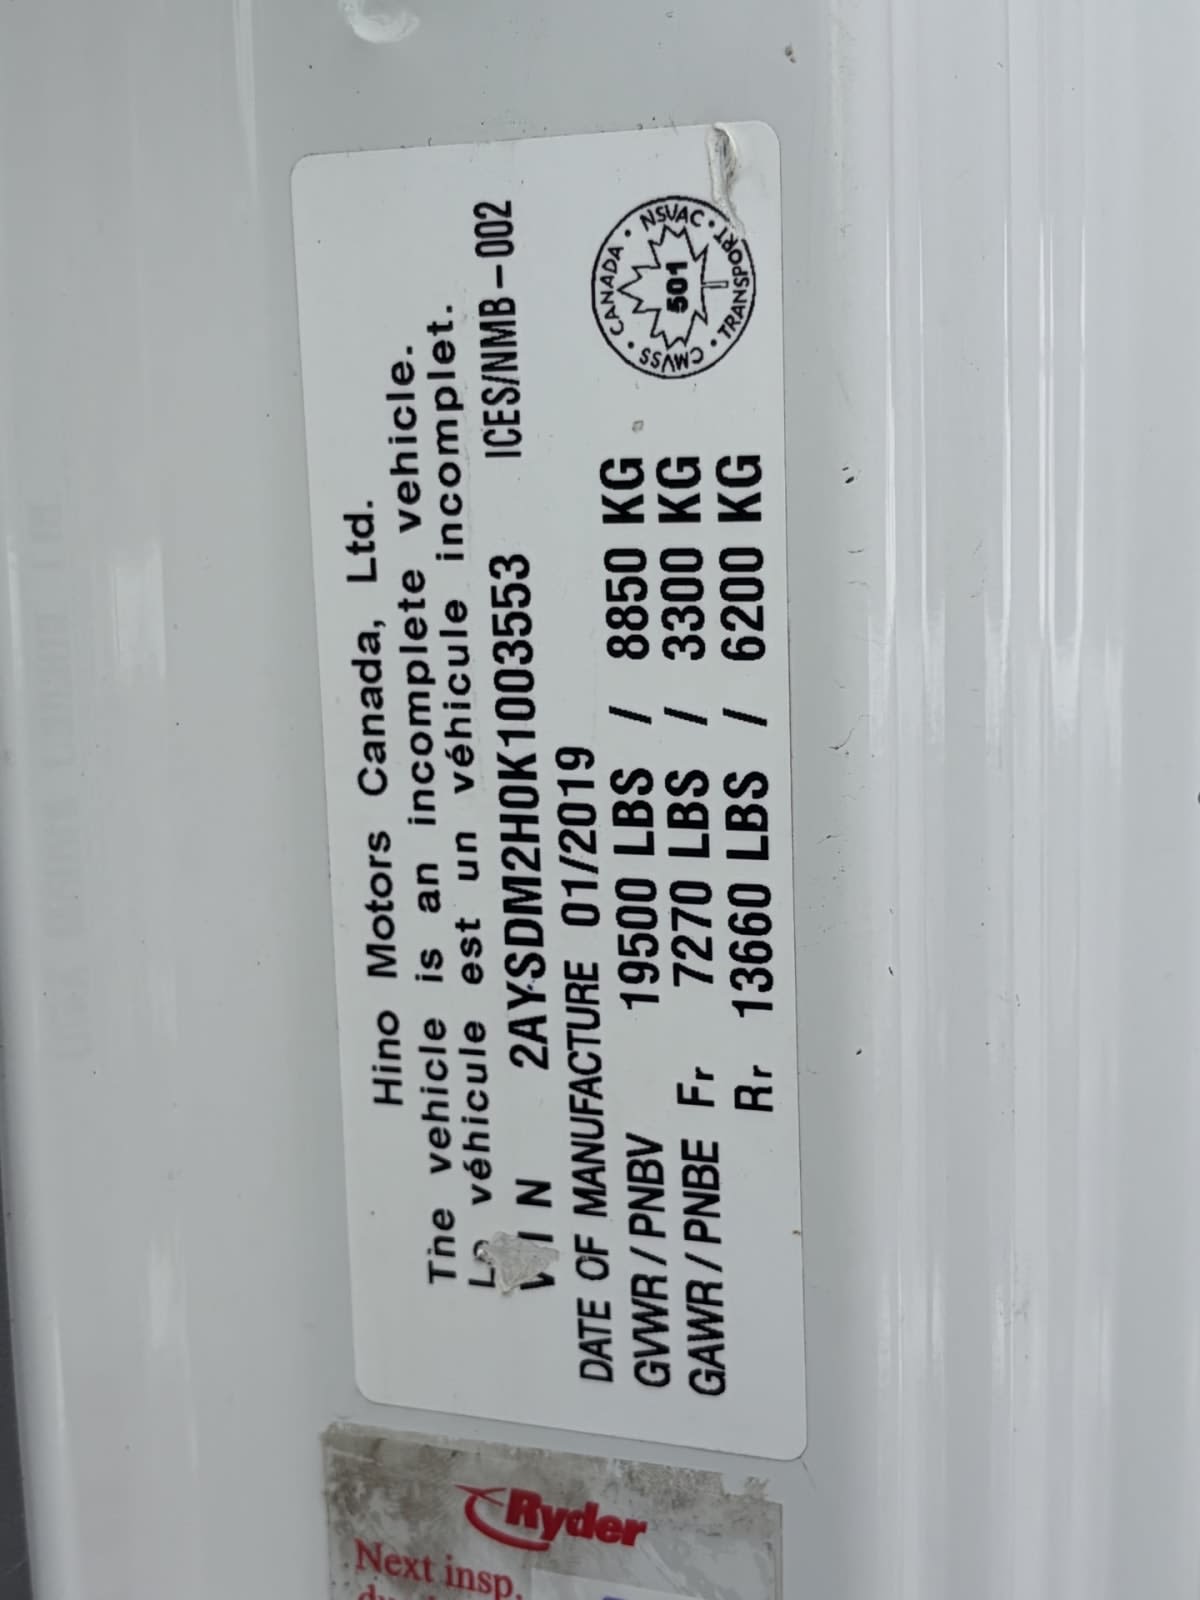 Hino Motors Canada, Ltd.
The vehicle is an incomplete vehicle.
Le véhicule est un véhicule incomplet.
VIN 2AYSDM2H0K1003553 ICES/NMB-002
DATE OF MANUFACTURE 01/2019
GVWR / PNBV 19500 LBS / 8850 KG
GAWR / PNBE Fr 7270 LBS / 3300 KG
Rr 13660 LBS / 6200 KG
CANADA • NSVAC • TRANSPORT • CMVSS •
501
Ryder
Next insp.